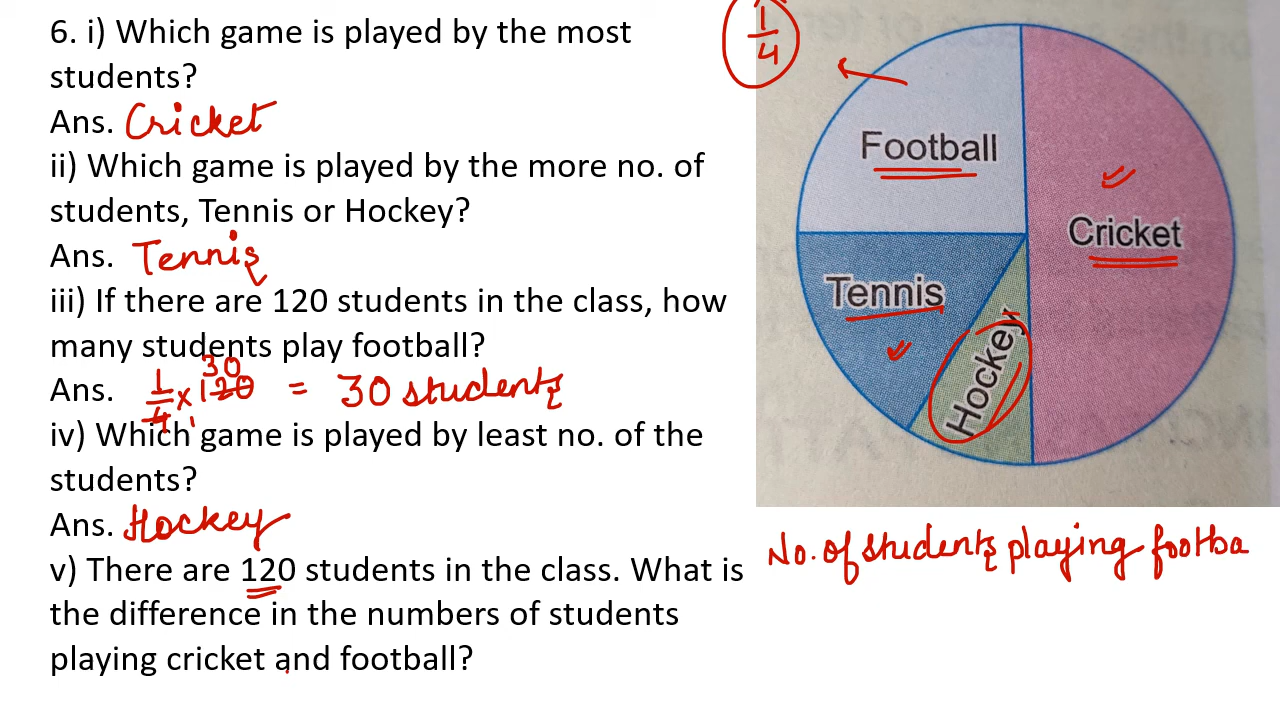 6. i) Which game is played by the most
students?
Ans. Cricket
ii) Which game is played by the more no. of
students, Tennis or Hockey?
Ans. Tennis
iii) If there are 120 students in the class, how
many students play football?
30
Ans. 1/4 x 120 = 30 students
1
iv) Which game is played by least no. of the
students?
Ans. Hockey
v) There are 120 students in the class. What is
the difference in the numbers of students
playing cricket and football?
1/4
Football
Cricket
Tennis
Hockey
No. of students playing footba